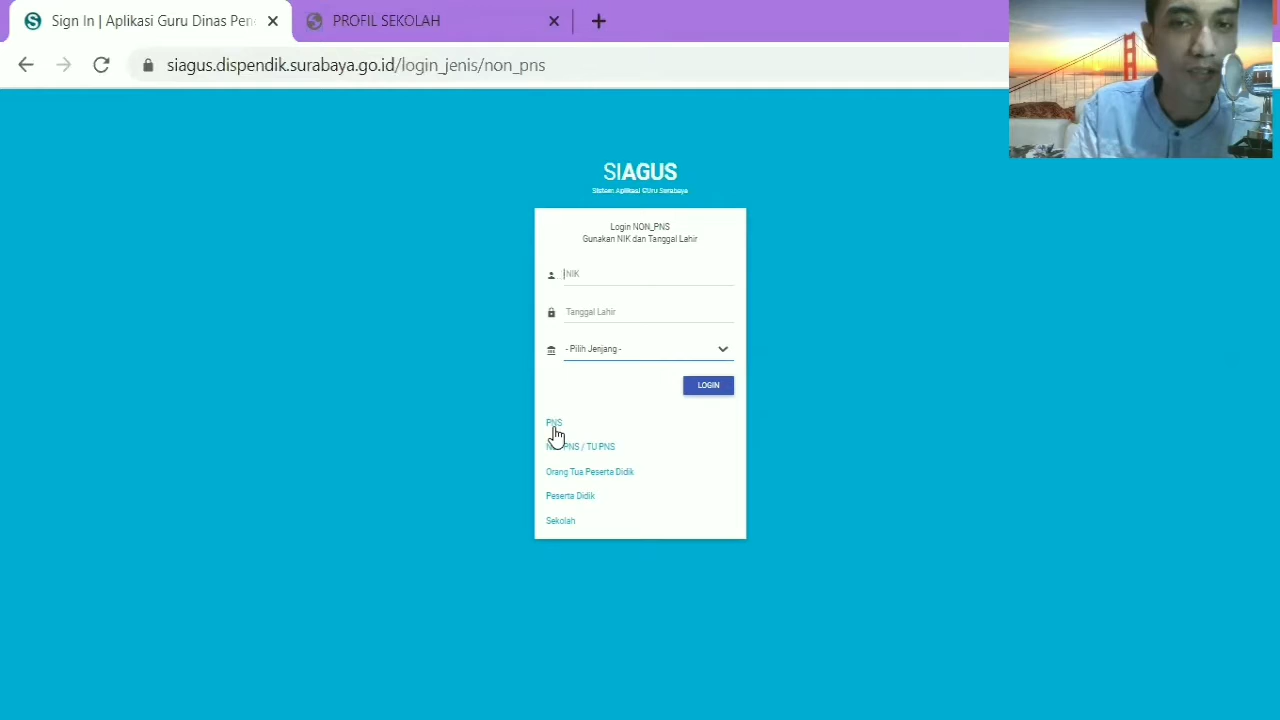 Sign In | Aplikasi Guru Dinas Pen
PROFIL SEKOLAH
siagus.dispendik.surabaya.go.id/login_jenis/non_pns
SIAGUS
Sistem Aplikasi GUru Surabaya
Login NON_PNS
Gunakan NIK dan Tanggal Lahir
NIK
Tanggal Lahir
- Pilih Jenjang -
LOGIN
PNS
PNS / TU PNS
Orang Tua Peserta Didik
Peserta Didik
Sekolah